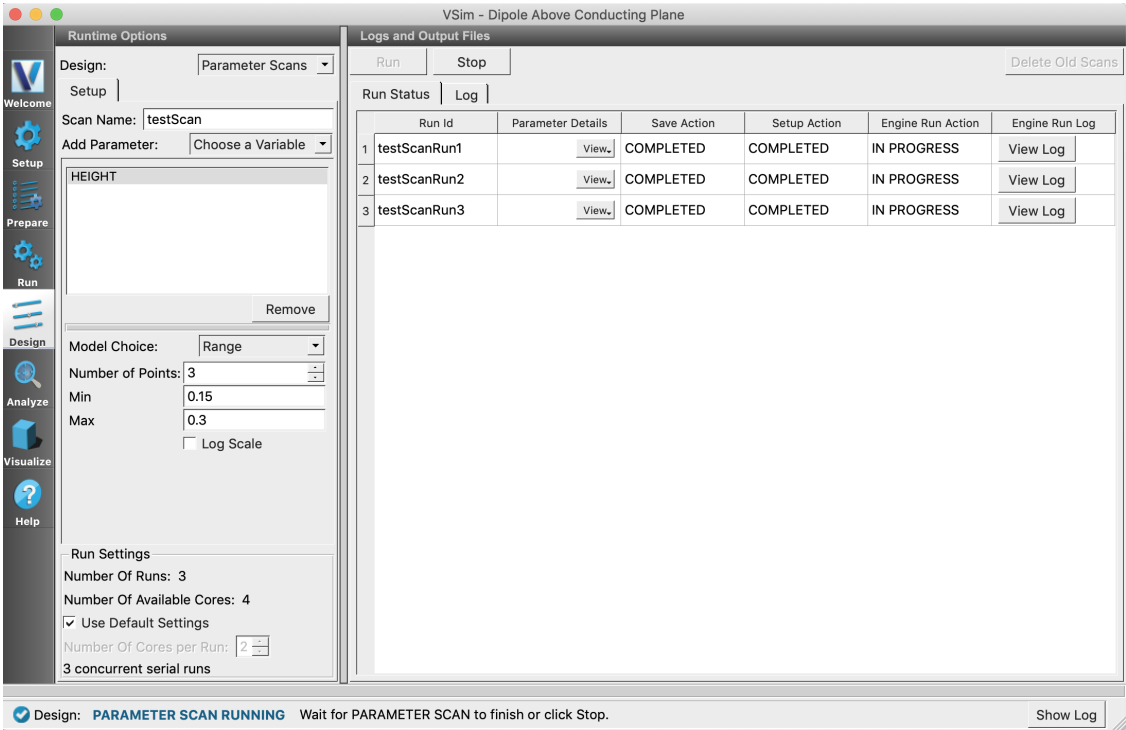 VSim - Dipole Above Conducting Plane
Welcome
Setup
Prepare
Run
Design
Analyze
Visualize
Help
Runtime Options
Design: Parameter Scans
Setup
Scan Name: testScan
Add Parameter: Choose a Variable
HEIGHT
Remove
Model Choice: Range
Number of Points: 3
Min 0.15
Max 0.3
Log Scale
Run Settings
Number Of Runs: 3
Number Of Available Cores: 4
Use Default Settings
Number Of Cores per Run: 2
3 concurrent serial runs
Logs and Output Files
Run Stop Delete Old Scans
Run Status Log
Run Id Parameter Details Save Action Setup Action Engine Run Action Engine Run Log
1 testScanRun1 View COMPLETED COMPLETED IN PROGRESS View Log
2 testScanRun2 View COMPLETED COMPLETED IN PROGRESS View Log
3 testScanRun3 View COMPLETED COMPLETED IN PROGRESS View Log
Design: PARAMETER SCAN RUNNING Wait for PARAMETER SCAN to finish or click Stop. Show Log